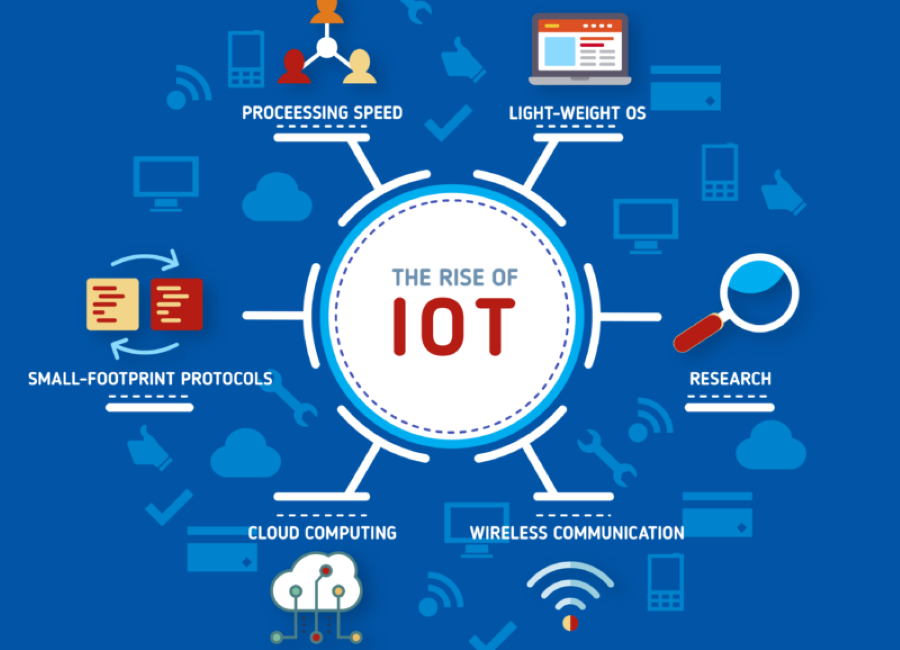 PROCEESSING SPEED
LIGHT-WEIGHT OS
THE RISE OF
IOT
SMALL-FOOTPRINT PROTOCOLS
RESEARCH
CLOUD COMPUTING
WIRELESS COMMUNICATION